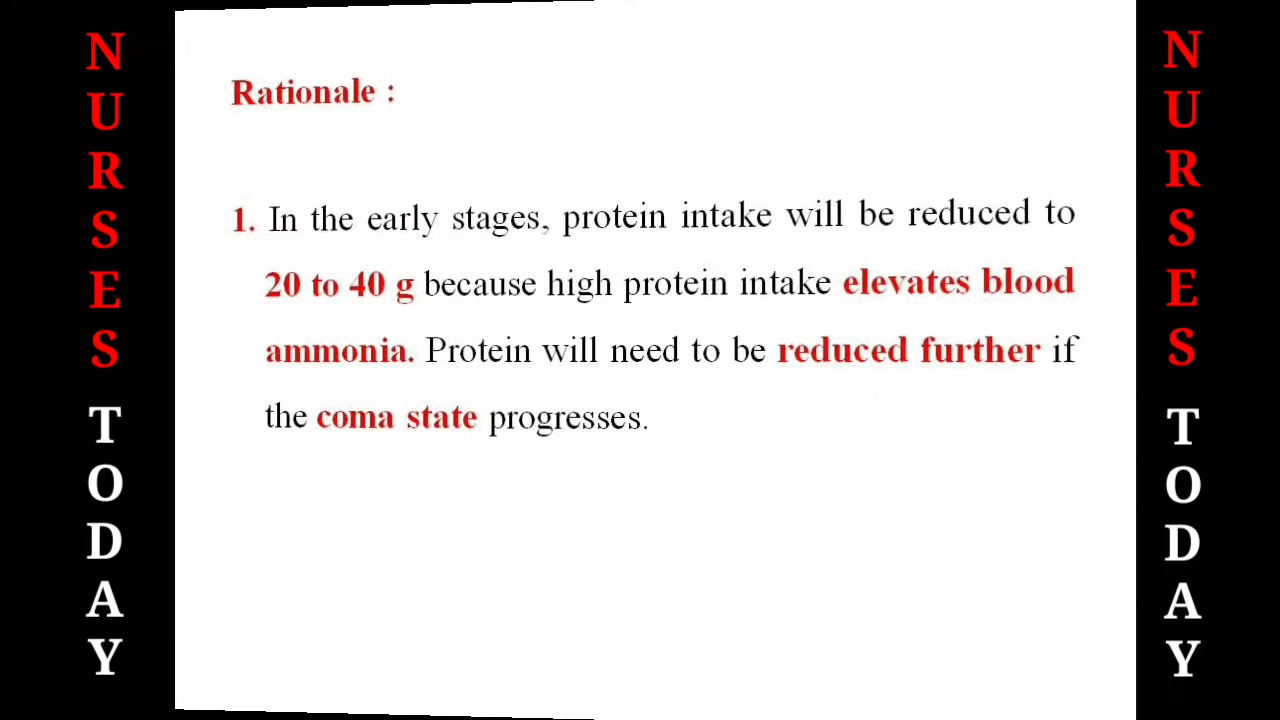 NURSES TODAY
Rationale :
1. In the early stages, protein intake will be reduced to
20 to 40 g because high protein intake elevates blood
ammonia. Protein will need to be reduced further if
the coma state progresses.
NURSES TODAY